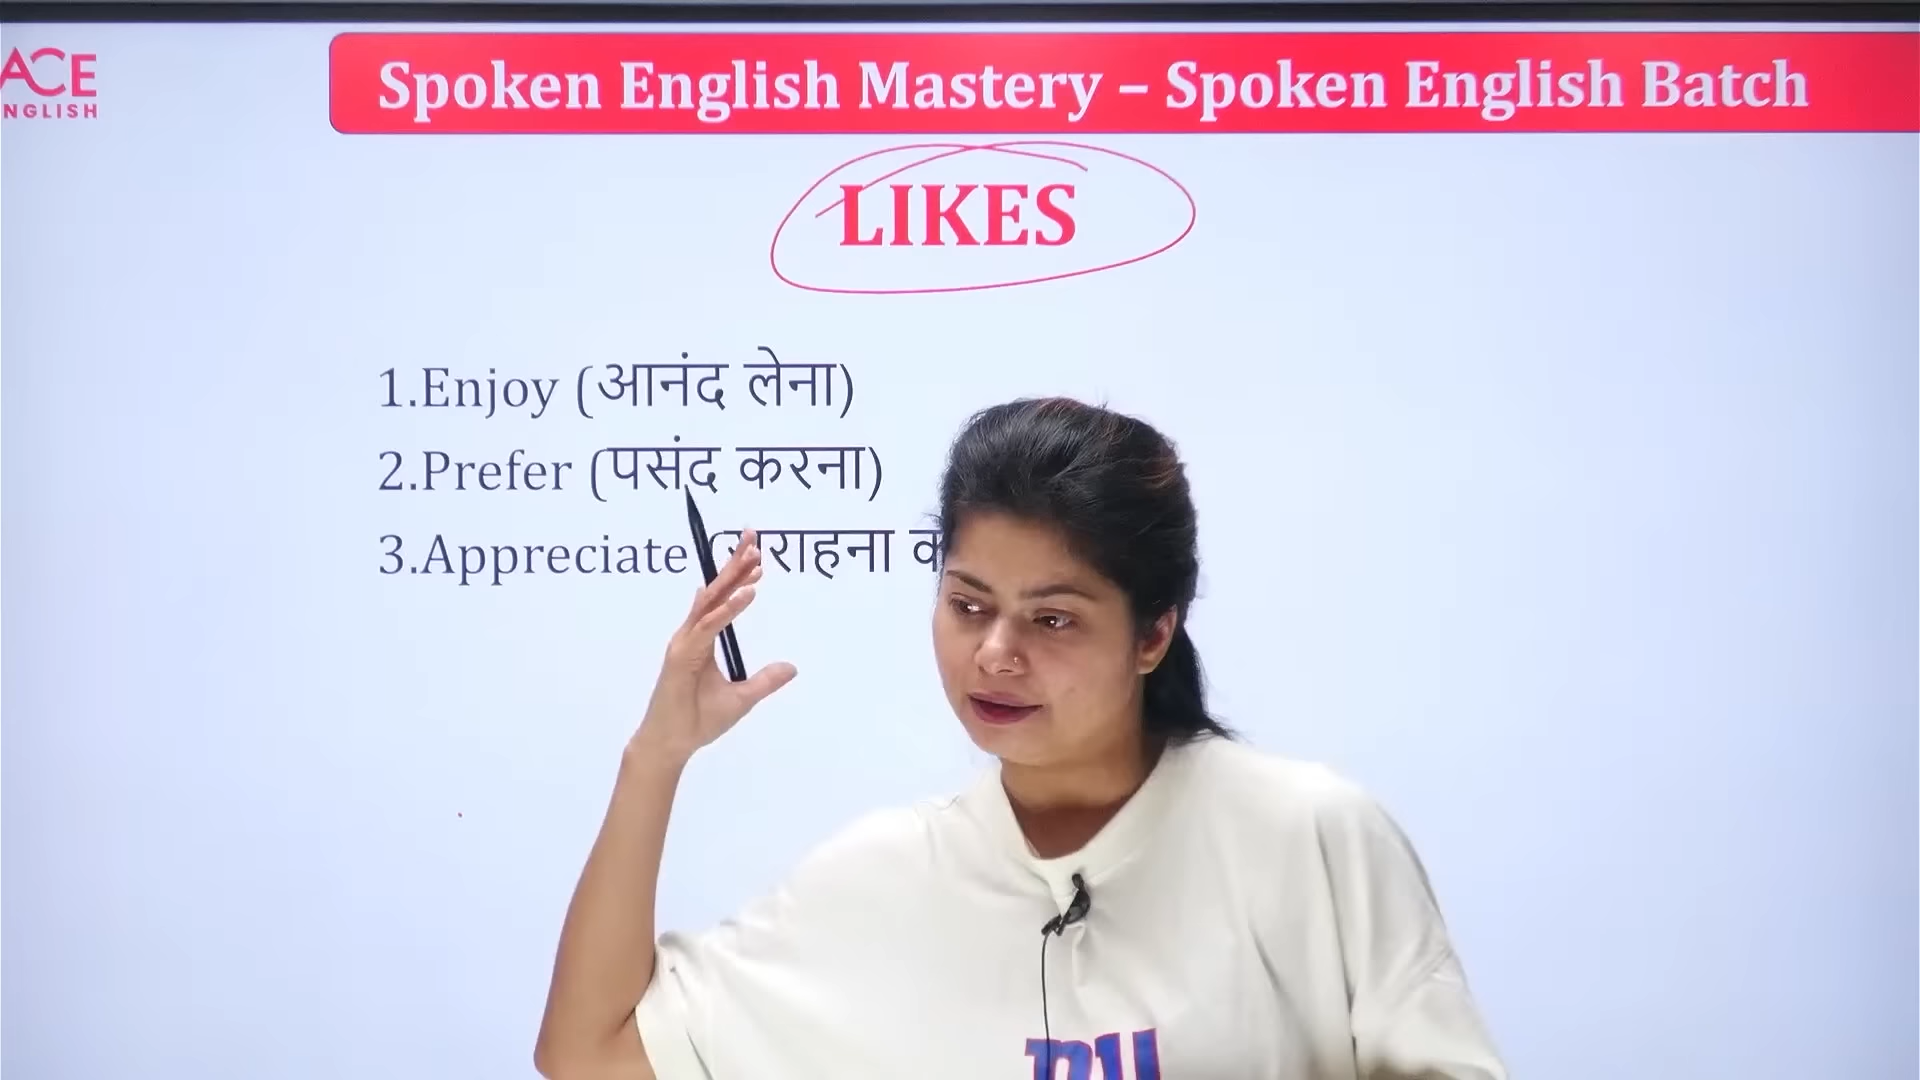 ACE
NGLISH
Spoken English Mastery – Spoken English Batch
LIKES
1.Enjoy (आनंद लेना)
2.Prefer (पसंद करना)
3.Appreciate